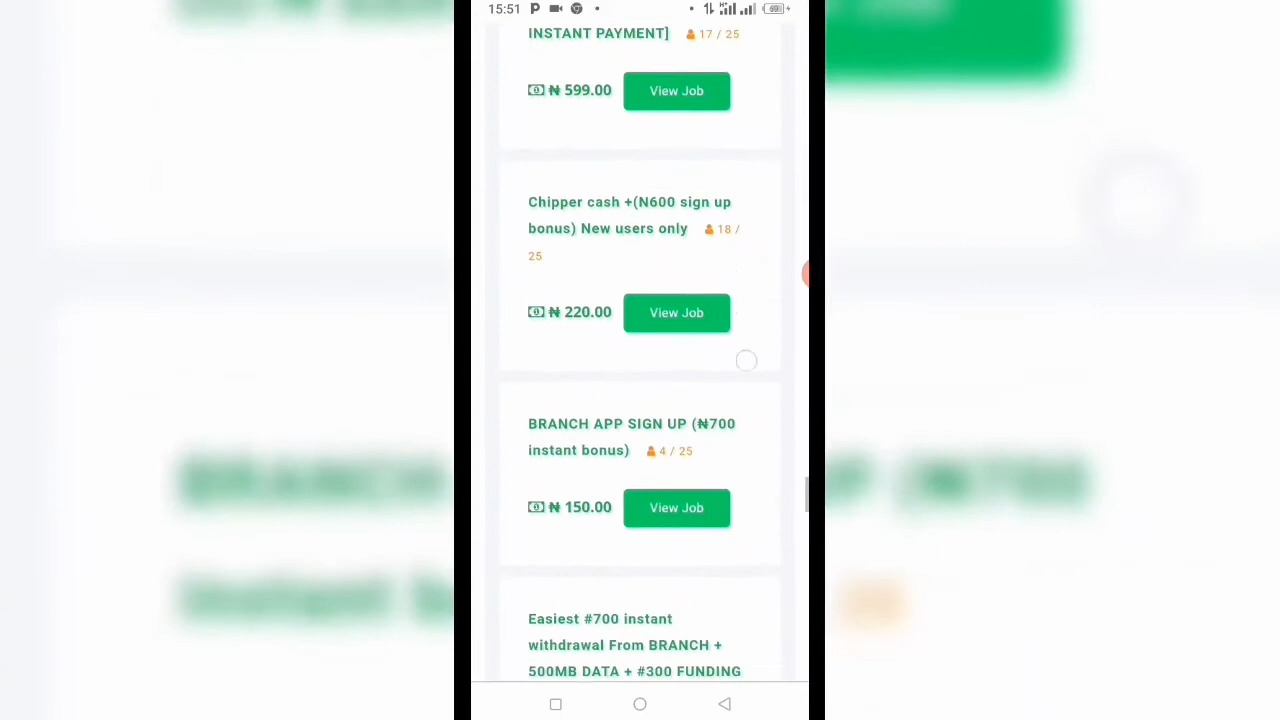 15:51
69
INSTANT PAYMENT] 17 / 25
₦ 599.00 View Job
Chipper cash +(N600 sign up
bonus) New users only 18 /
25
₦ 220.00 View Job
BRANCH APP SIGN UP (₦700
instant bonus) 4 / 25
₦ 150.00 View Job
Easiest #700 instant
withdrawal From BRANCH +
500MB DATA + #300 FUNDING